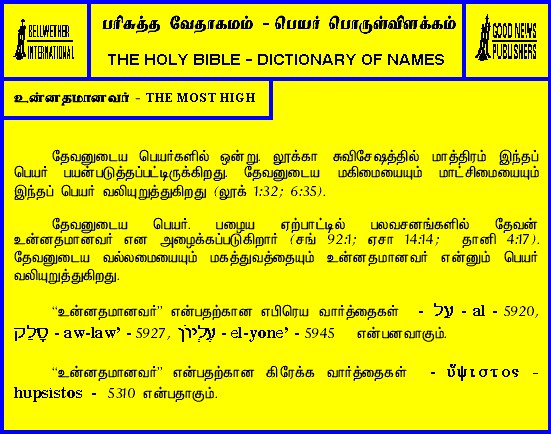 BELLWETHER
INTERNATIONAL
பரிசுத்த வேதாகமம் - பெயர் பொருள்விளக்கம்
THE HOLY BIBLE - DICTIONARY OF NAMES
GOOD NEWS
PUBLISHERS
உன்னதமானவர் - THE MOST HIGH
தேவனுடைய பெயர்களில் ஒன்று. லூக்கா சுவிசேஷத்தில் மாத்திரம் இந்தப்
பெயர் பயன்படுத்தப்பட்டிருக்கிறது. தேவனுடைய மகிமையையும் மாட்சிமையையும்
இந்தப் பெயர் வலியுறுத்துகிறது (லூக் 1:32; 6:35).
தேவனுடைய பெயர். பழைய ஏற்பாட்டில் பலவசனங்களில் தேவன்
உன்னதமானவர் என அழைக்கப்படுகிறார் (சங் 92:1; ஏசா 14:14; தானி 4:17).
தேவனுடைய வல்லமையையும் மகத்துவத்தையும் உன்னதமானவர் என்னும் பெயர்
வலியுறுத்துகிறது.
“உன்னதமானவர்” என்பதற்கான எபிரெய வார்த்தைகள் - עַל - al - 5920,
סָלַק - aw-law’ - 5927, עֶלְיוֹן - el-yone’ - 5945 என்பனவாகும்.
“உன்னதமானவர்” என்பதற்கான கிரேக்க வார்த்தைகள் - ὕψιστος -
hupsistos - 5310 என்பதாகும்.